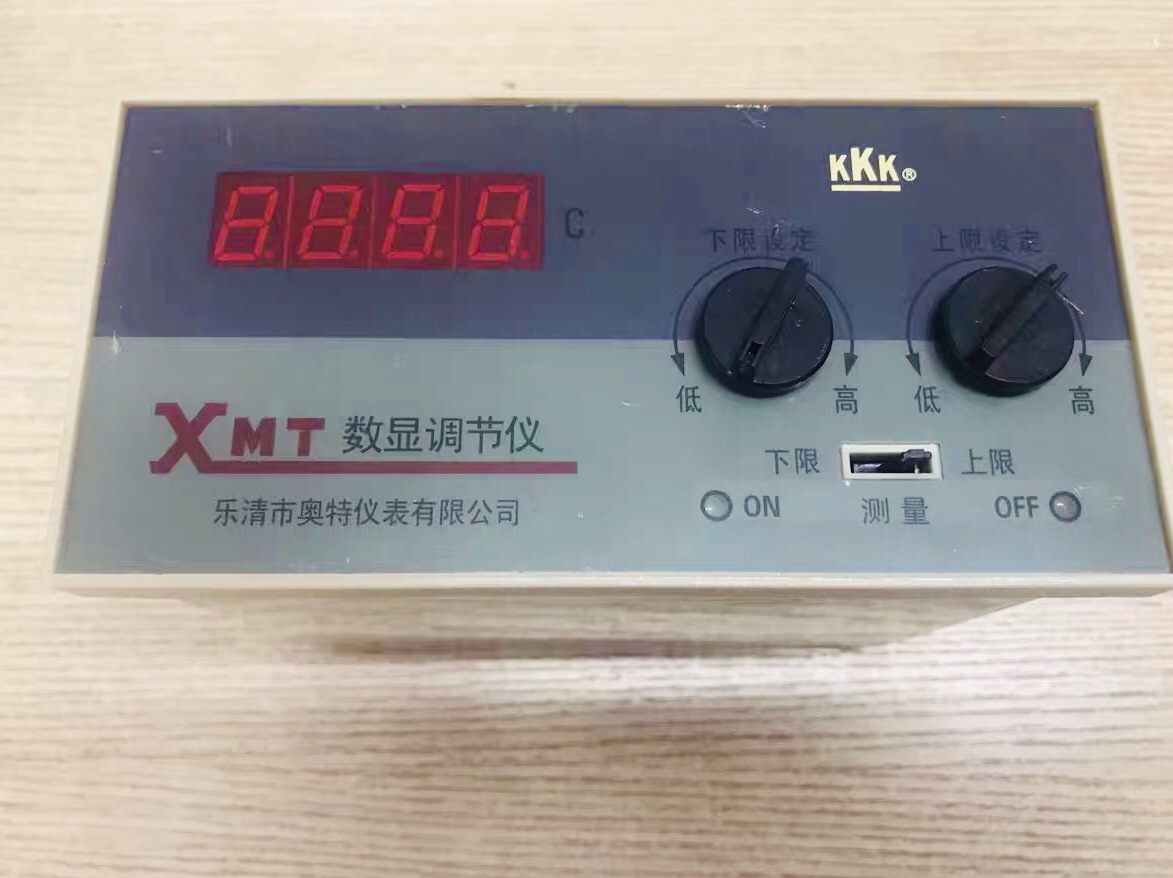 KKK®
C
下限设定
上限设定
低
高
低
高
XMT 数显调节仪
下限
上限
ON
测量
OFF
乐清市奥特仪表有限公司